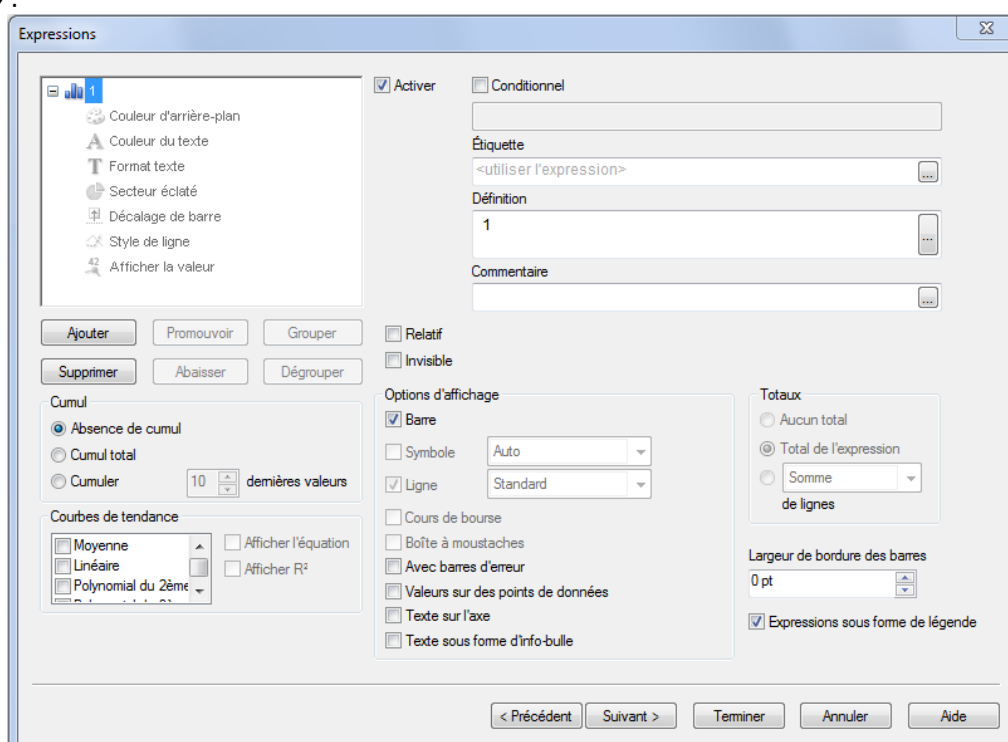 Expressions
1
Couleur d'arrière-plan
Couleur du texte
Format texte
Secteur éclaté
Décalage de barre
Style de ligne
42 Afficher la valeur
Ajouter Promouvoir Grouper
Supprimer Abaisser Dégrouper
Cumul
Absence de cumul
Cumul total
Cumuler 10 dernières valeurs
Courbes de tendance
Moyenne
Linéaire
Polynomial du 2ème
Afficher l'équation
Afficher R²
Activer Conditionnel
Étiquette
<utiliser l'expression>
...
Définition
1
...
Commentaire
...
Relatif
Invisible
Options d'affichage
Barre
Symbole Auto
Ligne Standard
Cours de bourse
Boîte à moustaches
Avec barres d'erreur
Valeurs sur des points de données
Texte sur l'axe
Texte sous forme d'info-bulle
Totaux
Aucun total
Total de l'expression
Somme
de lignes
Largeur de bordure des barres
0 pt
Expressions sous forme de légende
< Précédent Suivant > Terminer Annuler Aide